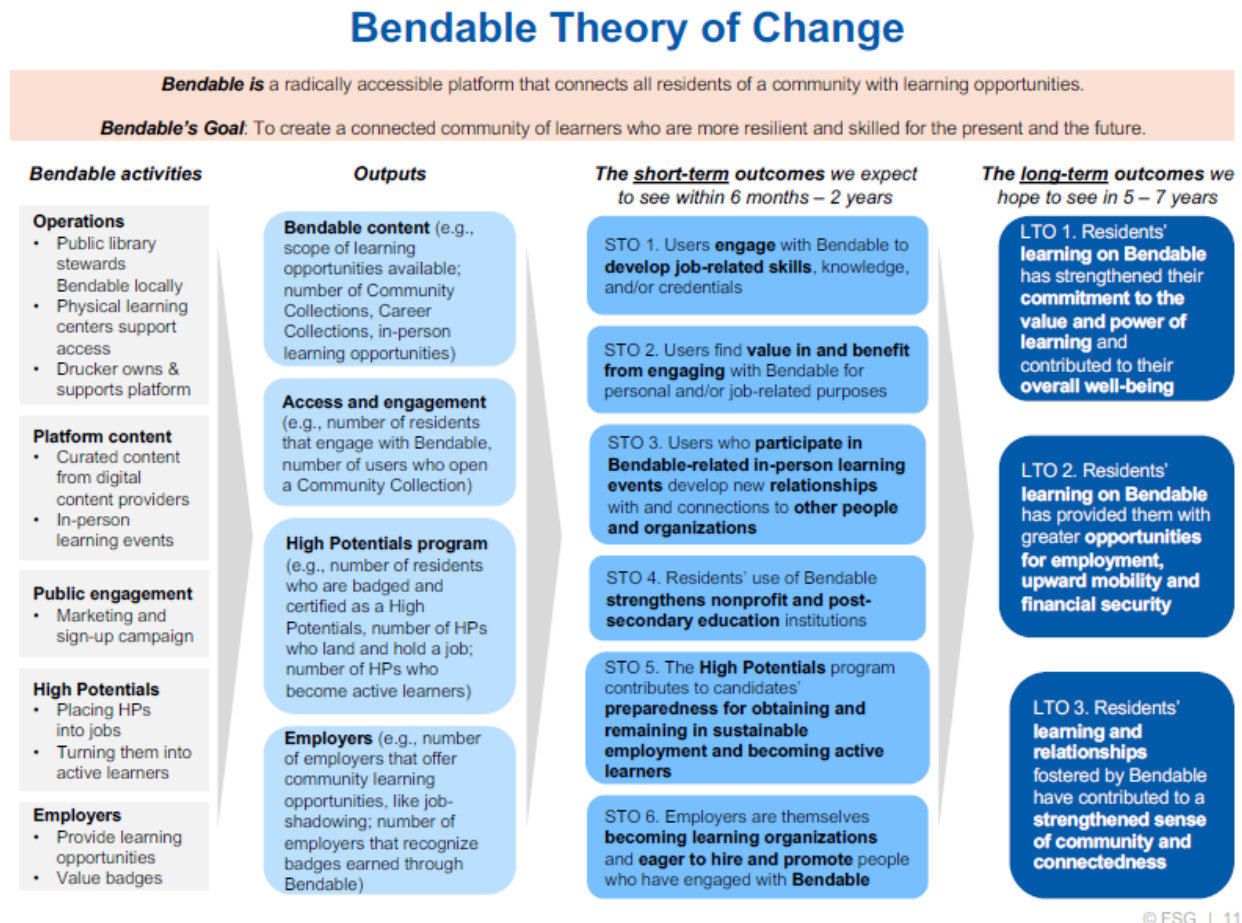 Bendable Theory of Change
Bendable is a radically accessible platform that connects all residents of a community with learning opportunities.
Bendable's Goal: To create a connected community of learners who are more resilient and skilled for the present and the future.
Bendable activities
Operations
• Public library
stewards
Bendable locally
• Physical learning
centers support
access
• Drucker owns &
supports platform
Platform content
• Curated content
from digital
content providers
• In-person
learning events
Public engagement
• Marketing and
sign-up campaign
High Potentials
• Placing HPs
into jobs
• Turning them into
active learners
Employers
• Provide learning
opportunities
• Value badges
Outputs
Bendable content (e.g.,
scope of learning
opportunities available;
number of Community
Collections, Career
Collections, in-person
learning opportunities)
Access and engagement
(e.g., number of residents
that engage with Bendable,
number of users who open
a Community Collection)
High Potentials program
(e.g., number of residents
who are badged and
certified as a High
Potentials, number of HPs
who land and hold a job;
number of HPs who
become active learners)
Employers (e.g., number
of employers that offer
community learning
opportunities, like job-
shadowing; number of
employers that recognize
badges earned through
Bendable)
The short-term outcomes we expect
to see within 6 months – 2 years
STO 1. Users engage with Bendable to
develop job-related skills, knowledge,
and/or credentials
STO 2. Users find value in and benefit
from engaging with Bendable for
personal and/or job-related purposes
STO 3. Users who participate in
Bendable-related in-person learning
events develop new relationships
with and connections to other people
and organizations
STO 4. Residents' use of Bendable
strengthens nonprofit and post-
secondary education institutions
STO 5. The High Potentials program
contributes to candidates'
preparedness for obtaining and
remaining in sustainable
employment and becoming active
learners
STO 6. Employers are themselves
becoming learning organizations
and eager to hire and promote people
who have engaged with Bendable
The long-term outcomes we
hope to see in 5 – 7 years
LTO 1. Residents'
learning on Bendable
has strengthened their
commitment to the
value and power of
learning and
contributed to their
overall well-being
LTO 2. Residents'
learning on Bendable
has provided them with
greater opportunities
for employment,
upward mobility and
financial security
LTO 3. Residents'
learning and
relationships
fostered by Bendable
have contributed to a
strengthened sense
of community and
connectedness
© FSG | 11